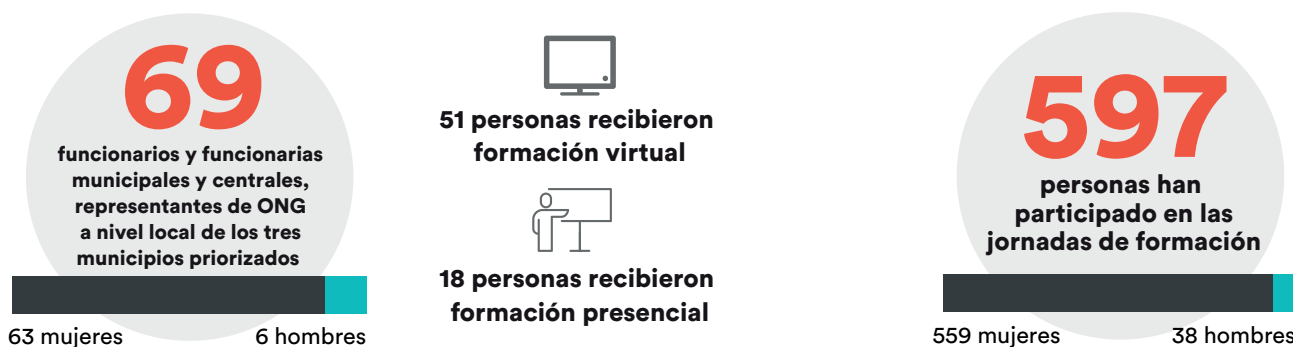 69
funcionarios y funcionarias
municipales y centrales,
representantes de ONG
a nivel local de los tres
municipios priorizados
63 mujeres
6 hombres
51 personas recibieron
formación virtual
18 personas recibieron
formación presencial
597
personas han
participado en las
jornadas de formación
559 mujeres
38 hombres